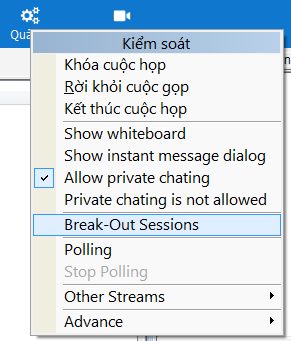 Quả
Kiểm soát
Khóa cuộc họp
Rời khỏi cuộc gọp
Kết thúc cuộc họp
Show whiteboard
Show instant message dialog
Allow private chating
Private chating is not allowed
Break-Out Sessions
Polling
Stop Polling
Other Streams
Advance